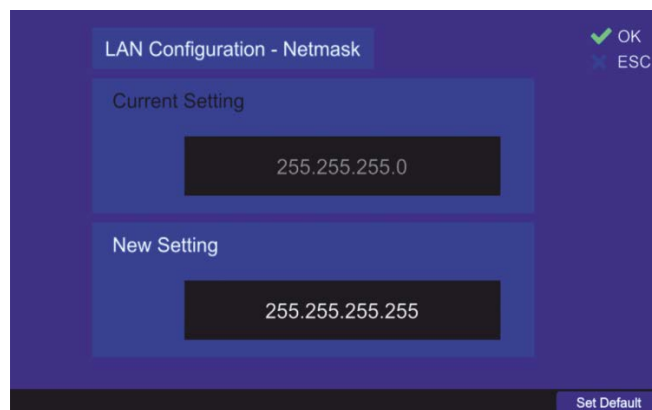 LAN Configuration - Netmask
OK
ESC
Current Setting
255.255.255.0
New Setting
255.255.255.255
Set Default